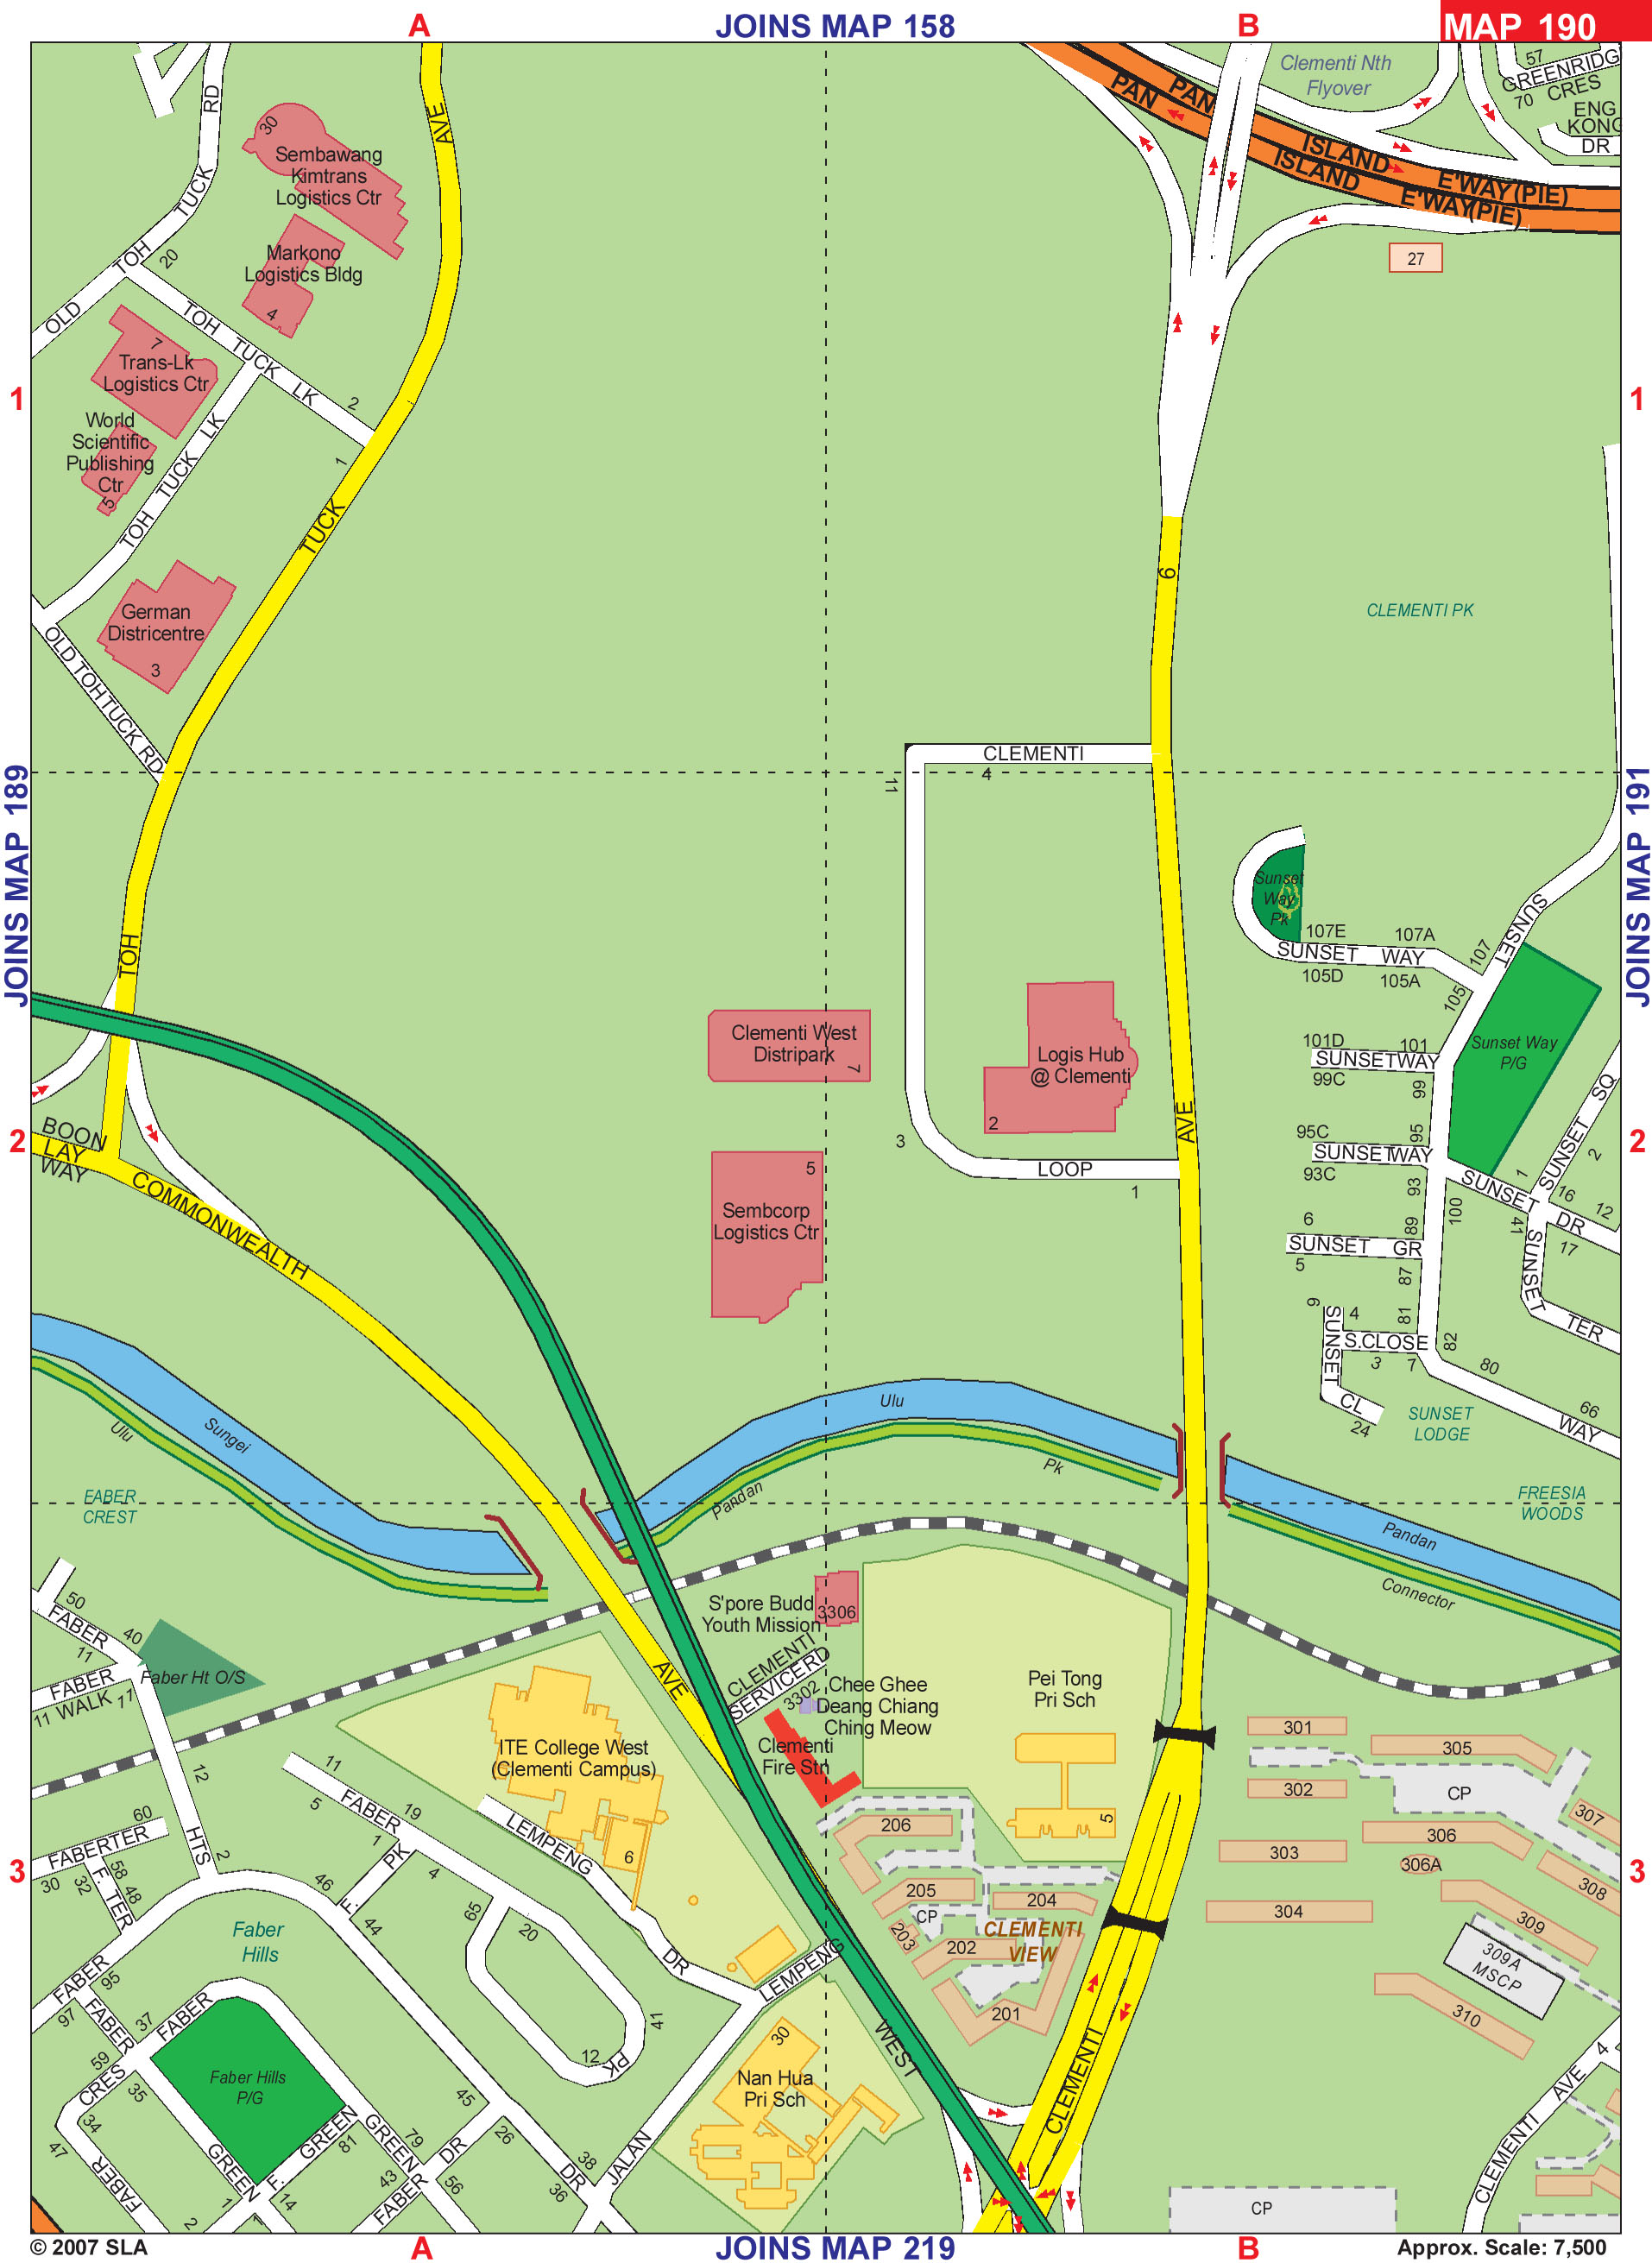 A
JOINS MAP 158
B
MAP 190
Clementi Nth
Flyover
57
GREENRIDG
CRES
70
ENG
KONG
DR
PAN
PAN
ISLAND
ISLAND
E'WAY (PIE)
E'WAY (PIE)
27
RD
TUCK
TOH
OLD
20
AVE
30
Sembawang
Kimtrans
Logistics Ctr
Markono
Logistics Bldg
4
TOH
TUCK
LK
2
7
Trans-Lk
Logistics Ctr
1
1
World
Scientific
Publishing
Ctr
5
TOH
TUCK
LK
1
TUCK
German
Districentre
3
OLD TOH TUCK RD
6
CLEMENTI PK
CLEMENTI
4
11
JOINS MAP 189
JOINS MAP 191
TOH
Sunset
Way
Pk
107E
107A
SUNSET WAY
105D
105A
107
105
SUNSET
101D
101
SUNSET WAY
99C
99
Sunset Way
P/G
SUNSET SQ
2
Clementi West
Distripark
7
Logis Hub
@ Clementi
2
AVE
2
2
BOON
LAY
WAY
COMMONWEALTH
3
LOOP
1
5
Sembcorp
Logistics Ctr
95C
95
SUNSET WAY
93C
93
100
1
SUNSET DR
16
12
17
41
6
89
SUNSET GR
5
87
SUNSET
TER
9
4
81
SUNSET
S.CLOSE
82
3
7
80
CL
24
66
WAY
SUNSET
LODGE
Ulu
Sungei
Ulu
Pandan
Pk
Pandan
Connector
FABER
CREST
FREESIA
WOODS
50
FABER
40
11
FABER
WALK
11
17
Faber Ht O/S
S'pore Budd
Youth Mission
3306
CLEMENTI
SERVICE RD
3302
Chee Ghee
Deang Chiang
Ching Meow
Clementi
Fire Stn
Pei Tong
Pri Sch
5
AVE
ITE College West
(Clementi Campus)
6
301
302
303
304
305
CP
306
306A
307
308
309
309A
MSCP
310
12
HTS
2
60
FABER TER
30
32
58
48
F. TER
11
FABER
5
19
1
PK
4
F.
46
44
LEMPENG
DR
LEMPENG
65
20
41
12
PK
206
205
204
CP
203
202
201
CLEMENTI
VIEW
3
3
Faber
Hills
FABER
95
97
FABER
37
FABER
59
CRES
35
34
47
FABER
Faber Hills
P/G
GREEN
1
F.
GREEN
81
14
1
2
GREEN
79
43
FABER
DR
56
45
26
38
DR
36
JALAN
30
Nan Hua
Pri Sch
WEST
CLEMENTI
CP
CLEMENTI AVE 4
© 2007 SLA
A
JOINS MAP 219
B
Approx. Scale: 7,500